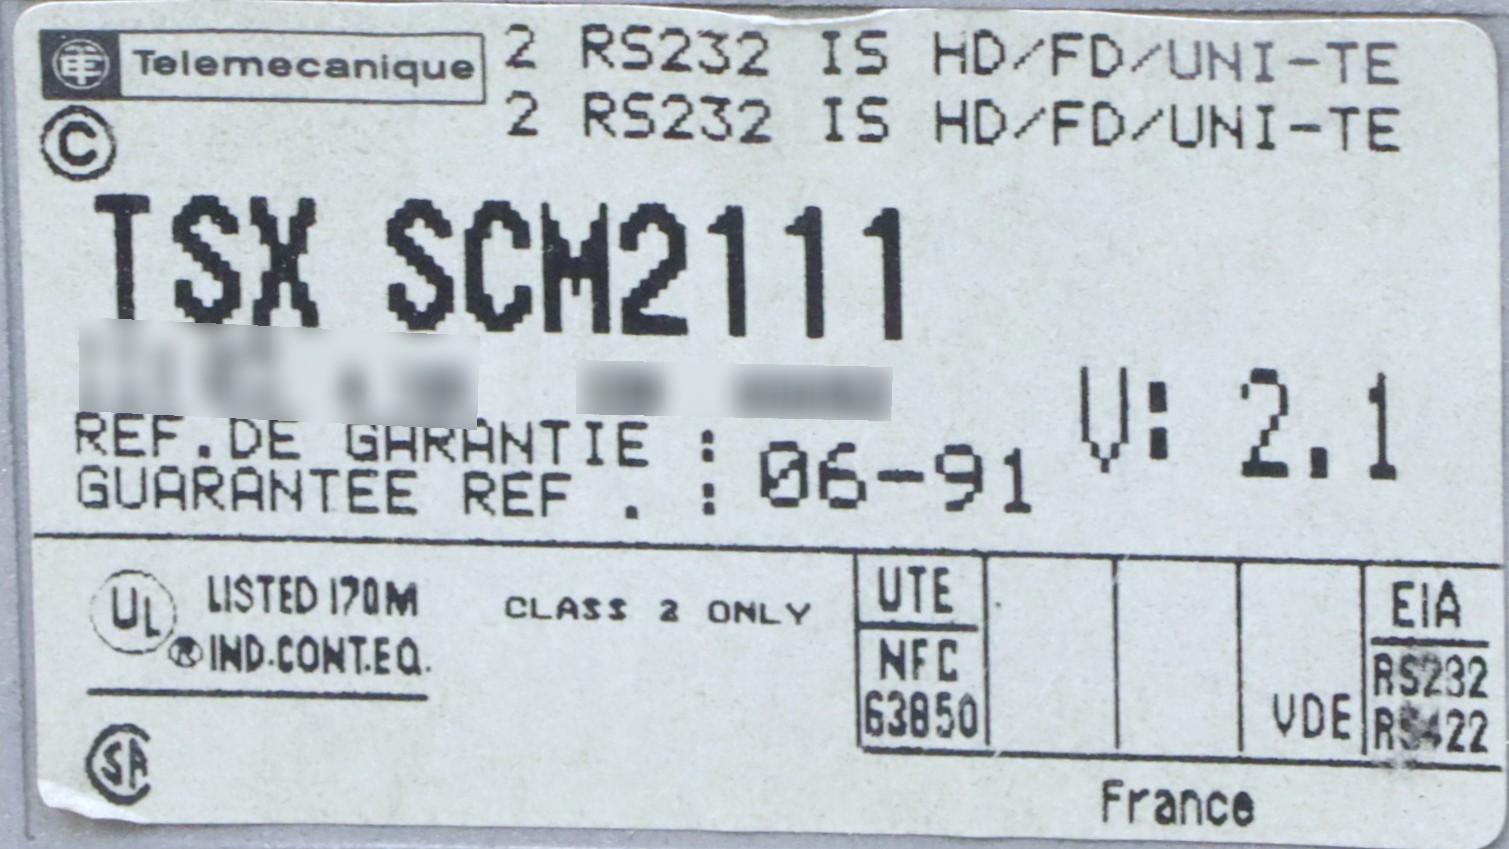 Telemecanique
2 RS232 IS HD/FD/UNI-TE
2 RS232 IS HD/FD/UNI-TE
©
TSX SCM2111
REF.DE GARANTIE :
GUARANTEE REF . : 06-91
V: 2.1
UL LISTED 170M
® IND.CONT.EQ.
CLASS 2 ONLY
UTE
NFC
63850
VDE
EIA
RS232
RS422
SA
France